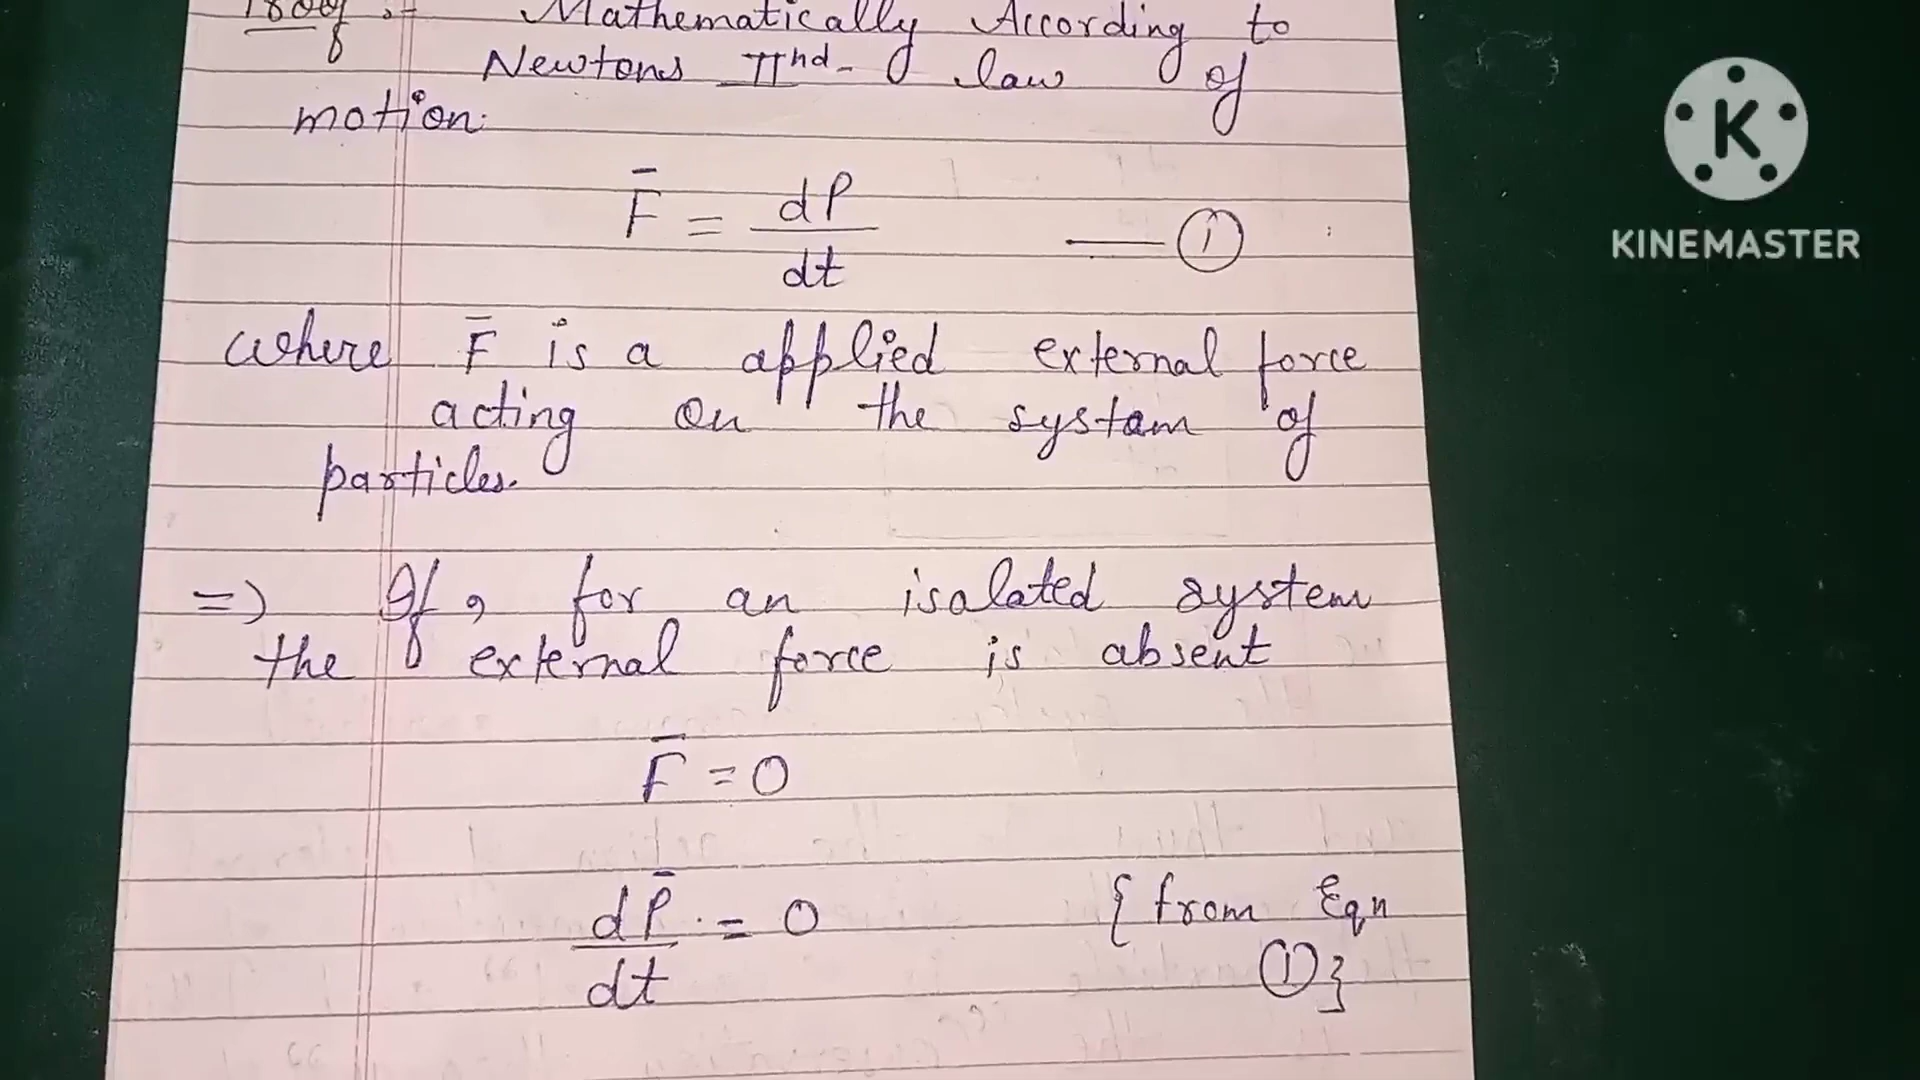 Proof :- Mathematically According to
Newtons IInd- law of
motion.
F̄ = dP/dt —— ①
where F̄ is a applied external force
acting on the systam of
particles.
=) If, for an isolated system
the external force is absent
F̄ = 0
dP̄/dt = 0 {from Eqn
①}
K
KINEMASTER